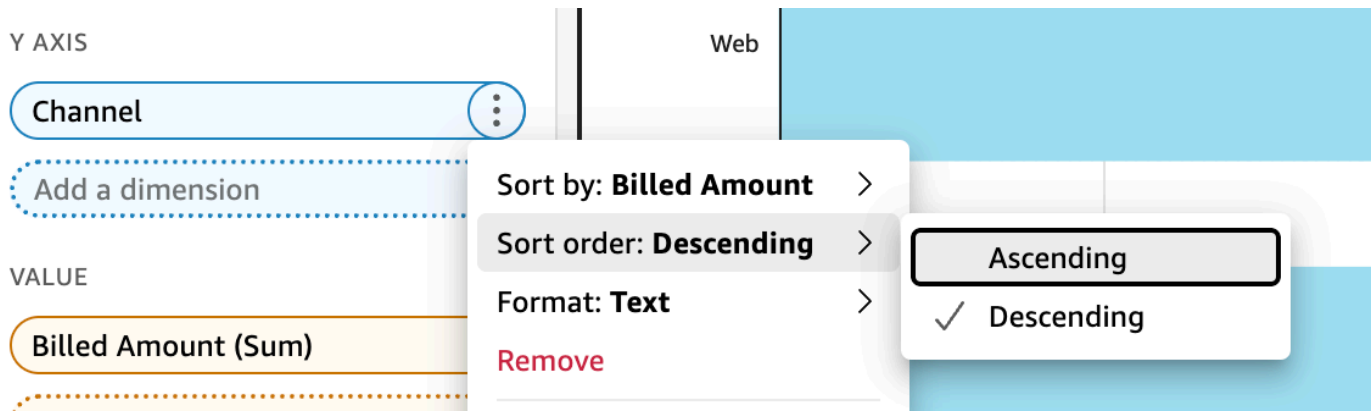 Y AXIS
Web
Channel
Add a dimension
Sort by: Billed Amount
Sort order: Descending
Ascending
VALUE
Format: Text
Descending
Billed Amount (Sum)
Remove